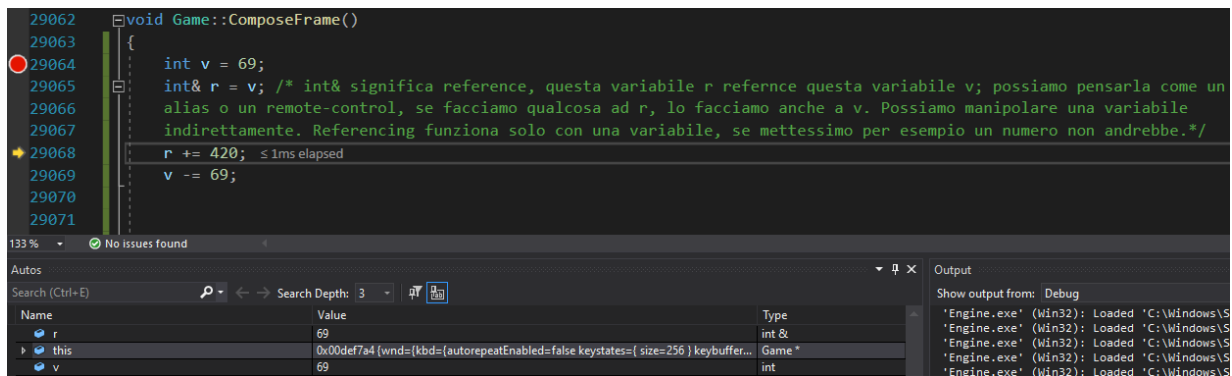 29062 void Game::ComposeFrame()
29063 {
29064 int v = 69;
29065 int& r = v; /* int& significa reference, questa variabile r refernce questa variabile v; possiamo pensarla come un
29066 alias o un remote-control, se facciamo qualcosa ad r, lo facciamo anche a v. Possiamo manipolare una variabile
29067 indirettamente. Referencing funziona solo con una variabile, se mettessimo per esempio un numero non andrebbe.*/
29068 r += 420; ≤ 1ms elapsed
29069 v -= 69;
29070
29071
133 % No issues found
Autos
Output
Search (Ctrl+E) Search Depth: 3
Show output from: Debug
Name Value Type
r 69 int &
this 0x00def7a4 {wnd={kbd={autorepeatEnabled=false keystates={ size=256 } keybuffer... Game *
v 69 int
'Engine.exe' (Win32): Loaded 'C:\Windows\S
'Engine.exe' (Win32): Loaded 'C:\Windows\S
'Engine.exe' (Win32): Loaded 'C:\Windows\S
'Engine.exe' (Win32): Loaded 'C:\Windows\S
'Engine.exe' (Win32): Loaded 'C:\Windows\S